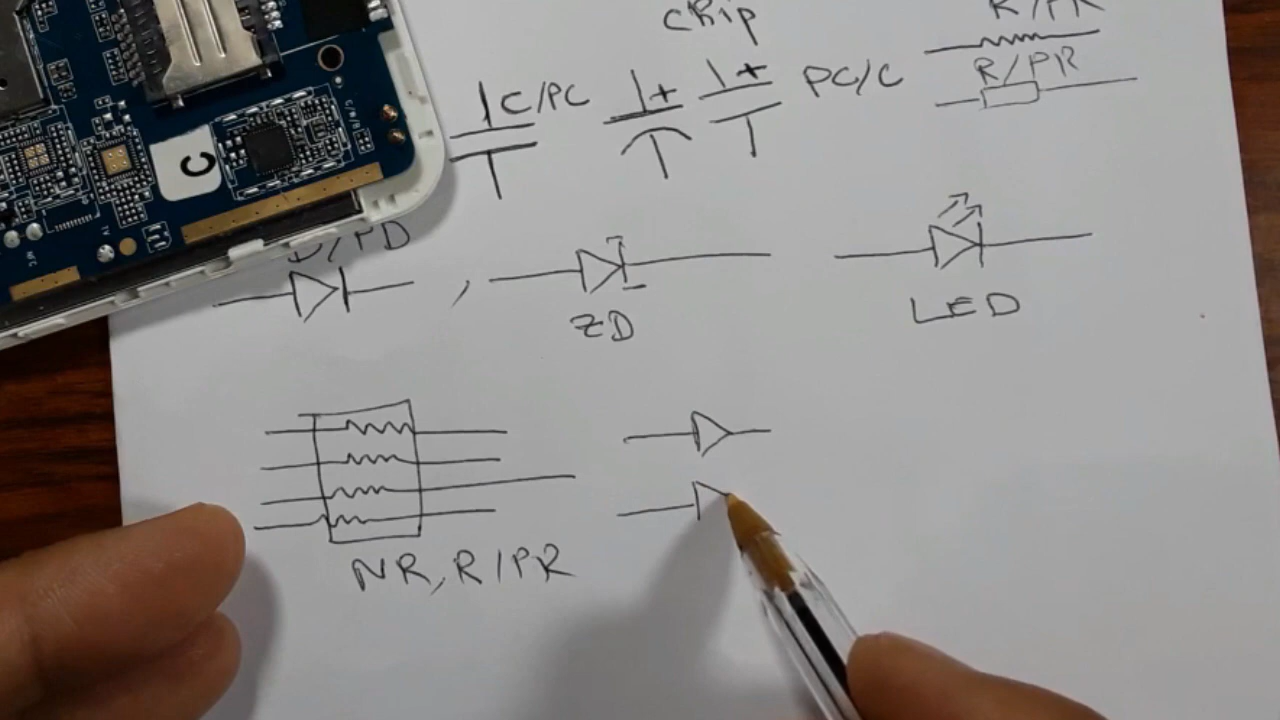 chip
R/PR
C/PC
+
+
PC/C
R/PR
C
D/PD
,
ZD
LED
NR, R/PR